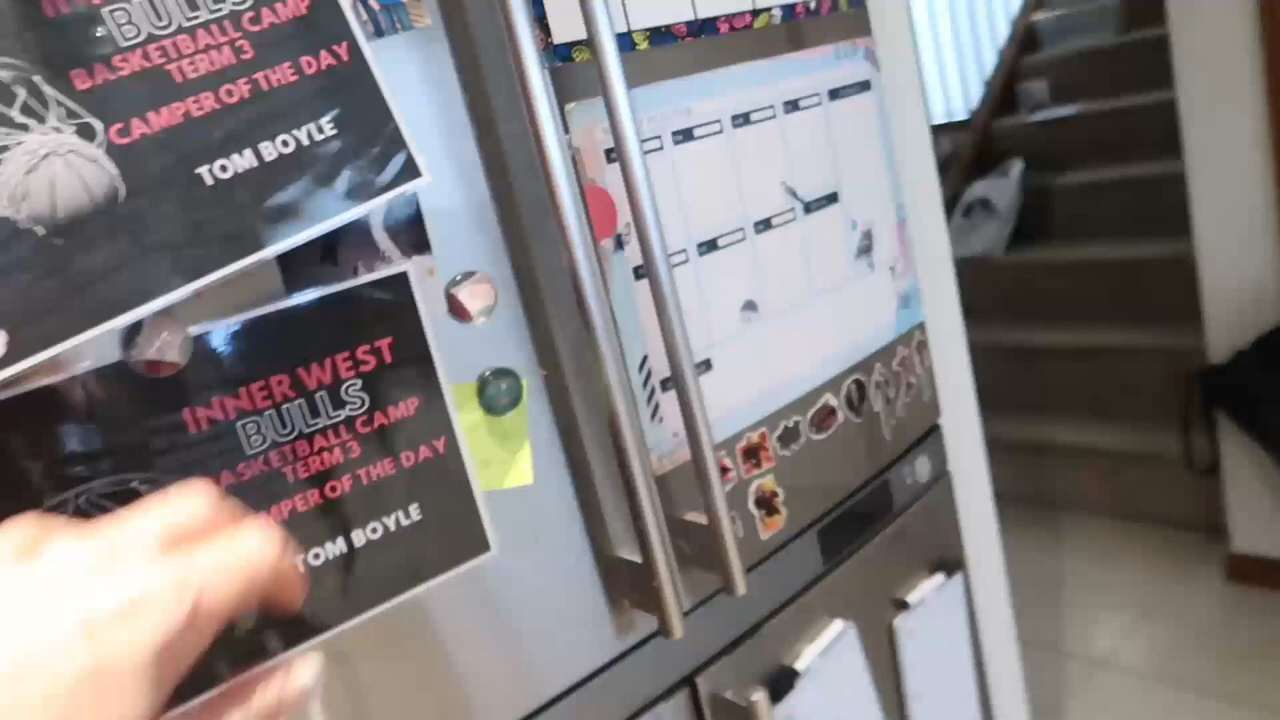 BULLS
BASKETBALL CAMP
TERM 3
CAMPER OF THE DAY
TOM BOYLE
INNER WEST
BULLS
BASKETBALL CAMP
TERM 3
CAMPER OF THE DAY
TOM BOYLE